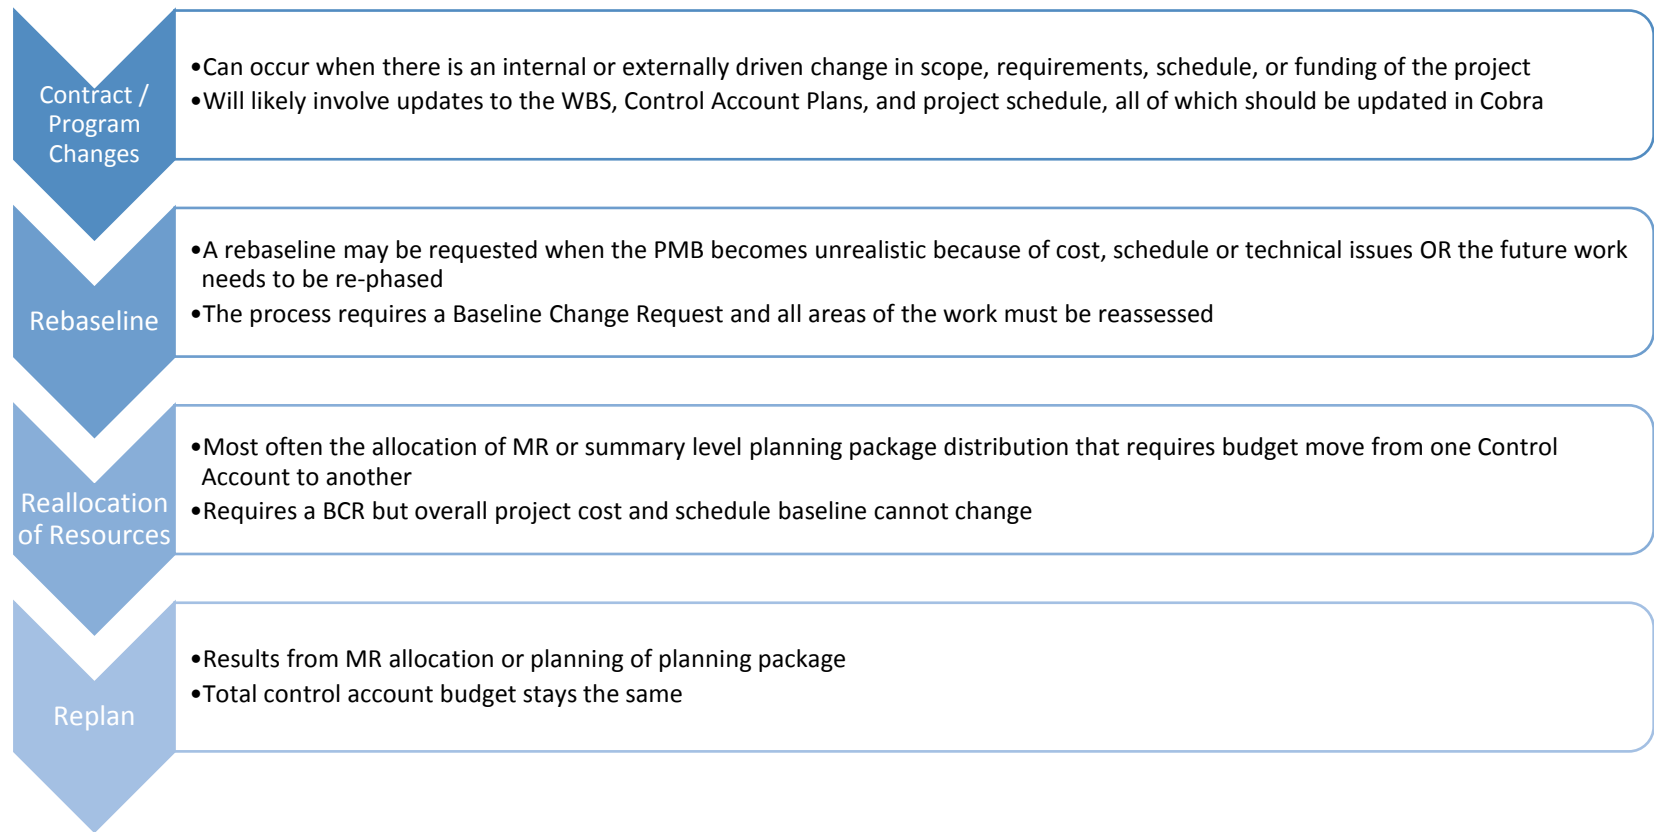 Contract /
Program
Changes
•Can occur when there is an internal or externally driven change in scope, requirements, schedule, or funding of the project
•Will likely involve updates to the WBS, Control Account Plans, and project schedule, all of which should be updated in Cobra
Rebaseline
•A rebaseline may be requested when the PMB becomes unrealistic because of cost, schedule or technical issues OR the future work
needs to be re-phased
•The process requires a Baseline Change Request and all areas of the work must be reassessed
Reallocation
of Resources
•Most often the allocation of MR or summary level planning package distribution that requires budget move from one Control
Account to another
•Requires a BCR but overall project cost and schedule baseline cannot change
Replan
•Results from MR allocation or planning of planning package
•Total control account budget stays the same